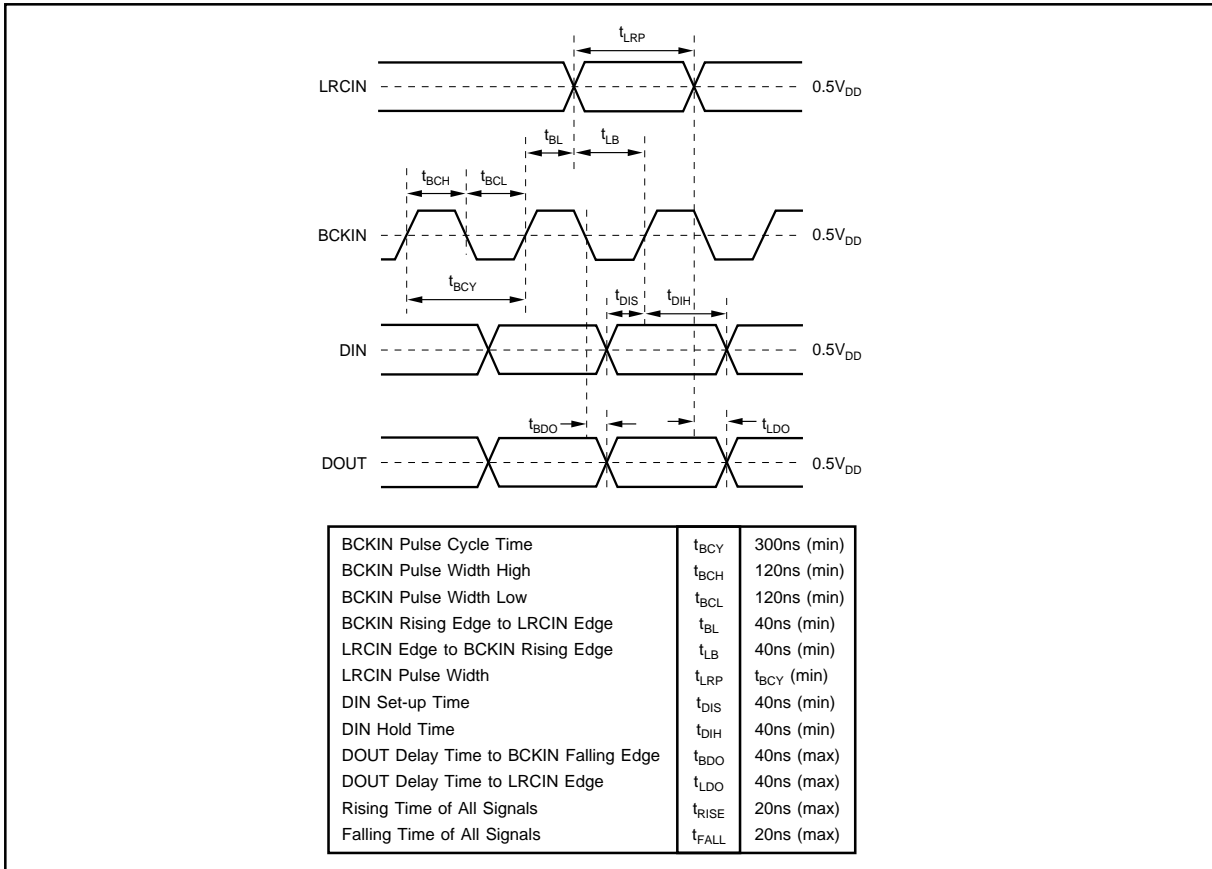 tLRP
LRCIN
0.5VDD
tBL
tLB
tBCH
tBCL
BCKIN
0.5VDD
tBCY
tDIS
tDIH
DIN
0.5VDD
tBDO
tLDO
DOUT
0.5VDD
BCKIN Pulse Cycle Time tBCY 300ns (min)
BCKIN Pulse Width High tBCH 120ns (min)
BCKIN Pulse Width Low tBCL 120ns (min)
BCKIN Rising Edge to LRCIN Edge tBL 40ns (min)
LRCIN Edge to BCKIN Rising Edge tLB 40ns (min)
LRCIN Pulse Width tLRP tBCY (min)
DIN Set-up Time tDIS 40ns (min)
DIN Hold Time tDIH 40ns (min)
DOUT Delay Time to BCKIN Falling Edge tBDO 40ns (max)
DOUT Delay Time to LRCIN Edge tLDO 40ns (max)
Rising Time of All Signals tRISE 20ns (max)
Falling Time of All Signals tFALL 20ns (max)